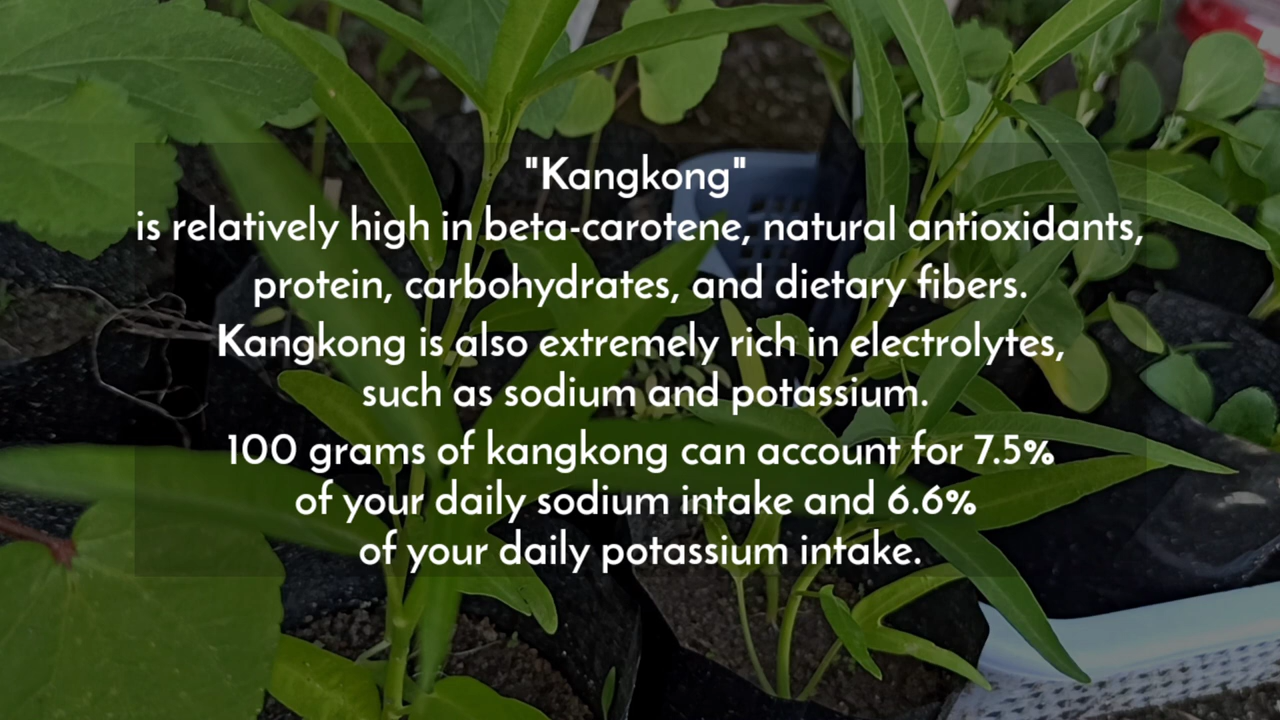 "Kangkong"
is relatively high in beta-carotene, natural antioxidants,
protein, carbohydrates, and dietary fibers.
Kangkong is also extremely rich in electrolytes,
such as sodium and potassium.
100 grams of kangkong can account for 7.5%
of your daily sodium intake and 6.6%
of your daily potassium intake.